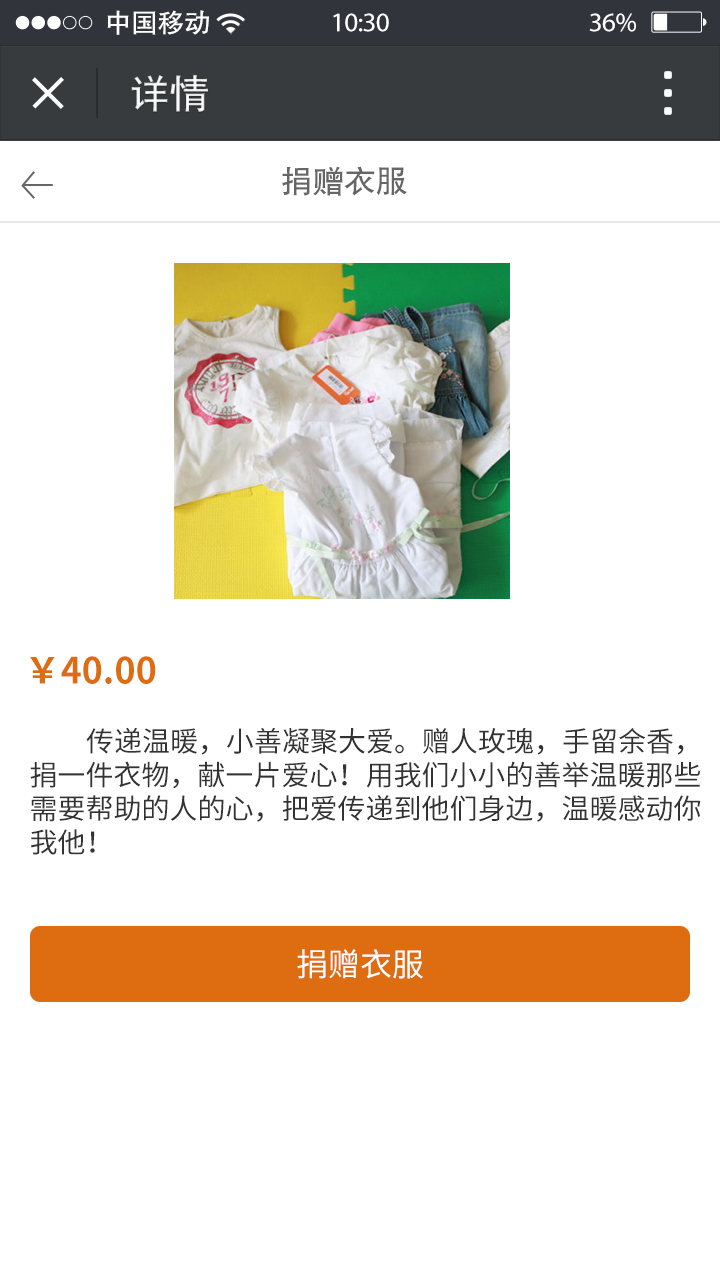 中国移动 10:30 36%
详情
捐赠衣服
￥40.00
传递温暖，小善凝聚大爱。赠人玫瑰，手留余香，
捐一件衣物，献一片爱心！用我们小小的善举温暖那些
需要帮助的人的心，把爱传递到他们身边，温暖感动你
我他！
捐赠衣服